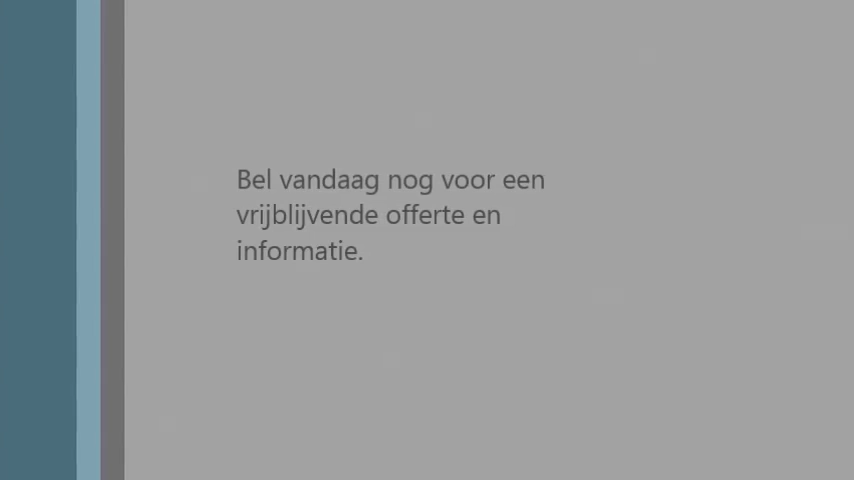 Bel vandaag nog voor een
vrijblijvende offerte en
informatie.